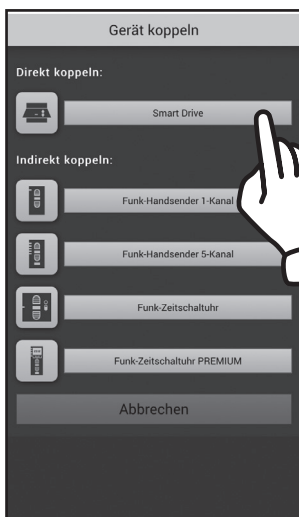 Gerät koppeln
Direkt koppeln:
Smart Drive
Indirekt koppeln:
Funk-Handsender 1-Kanal
Funk-Handsender 5-Kanal
Funk-Zeitschaltuhr
Funk-Zeitschaltuhr PREMIUM
Abbrechen